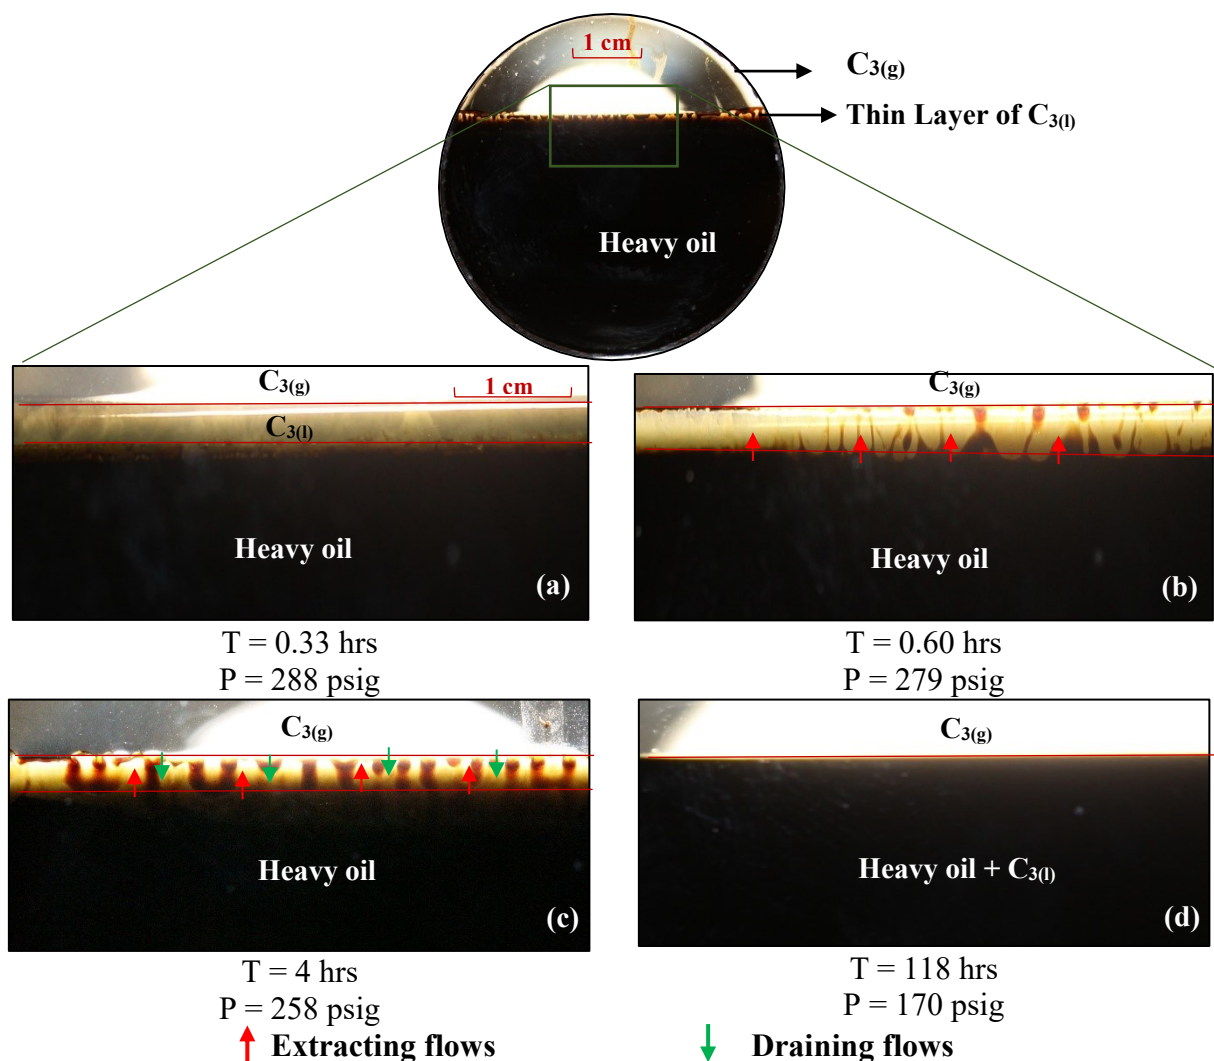 1 cm
C3(g)
Thin Layer of C3(l)
Heavy oil
C3(g)
1 cm
C3(l)
Heavy oil
(a)
T = 0.33 hrs
P = 288 psig
C3(g)
Heavy oil
(b)
T = 0.60 hrs
P = 279 psig
C3(g)
Heavy oil
(c)
T = 4 hrs
P = 258 psig
C3(g)
Heavy oil + C3(l)
(d)
T = 118 hrs
P = 170 psig
Extracting flows
Draining flows